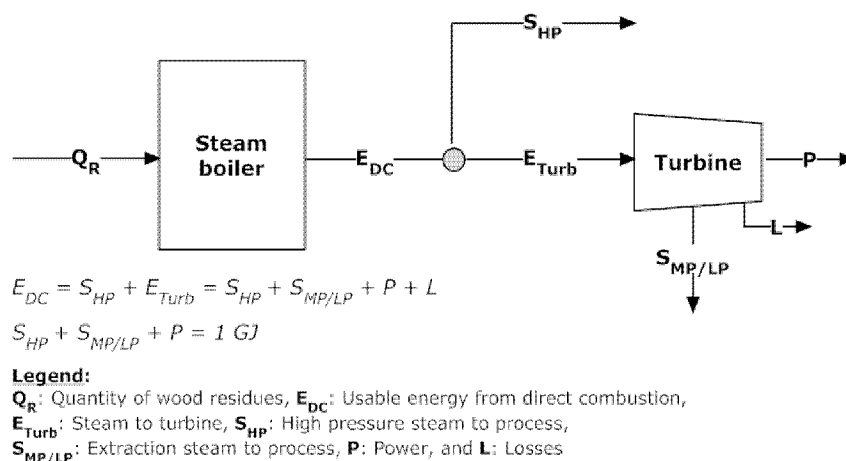 S_HP
Q_R
Steam
boiler
E_DC
E_Turb
Turbine
P
L
S_MP/LP
E_DC = S_HP + E_Turb = S_HP + S_MP/LP + P + L
S_HP + S_MP/LP + P = 1 GJ
Legend:
Q_R: Quantity of wood residues, E_DC: Usable energy from direct combustion,
E_Turb: Steam to turbine, S_HP: High pressure steam to process,
S_MP/LP: Extraction steam to process, P: Power, and L: Losses